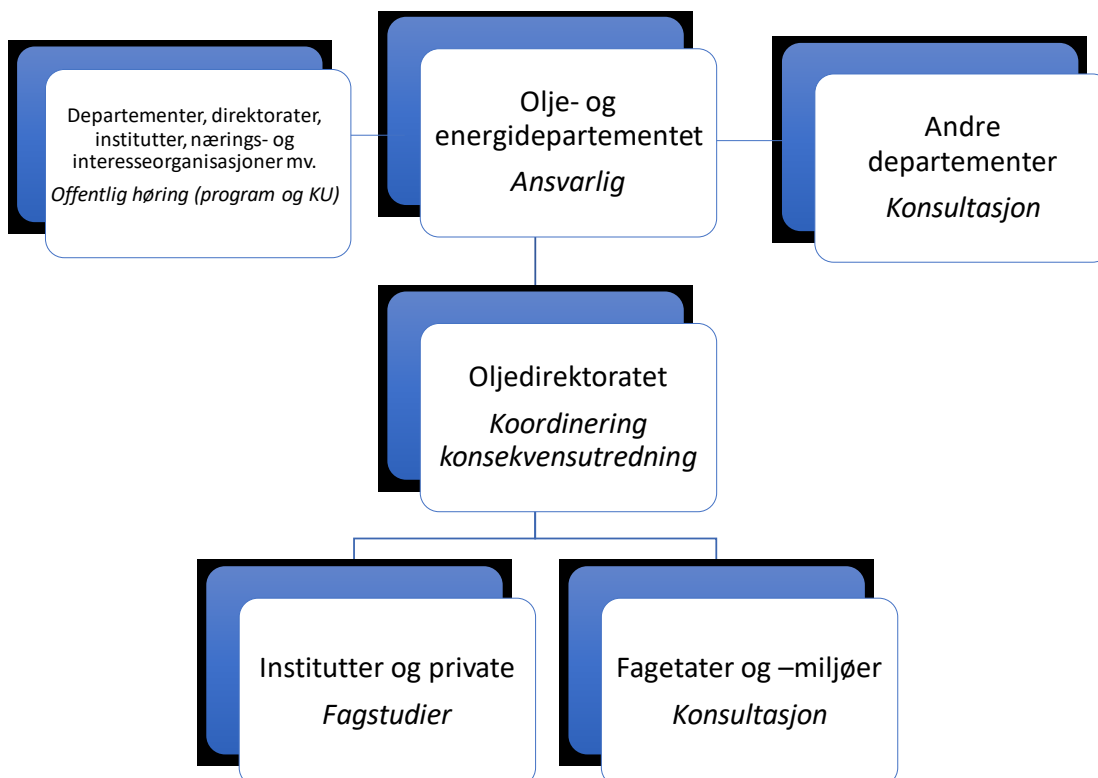 Departementer, direktorater,
institutter, nærings- og
interesseorganisasjoner mv.
Offentlig høring (program og KU)
Olje- og
energidepartementet
Ansvarlig
Andre
departementer
Konsultasjon
Oljedirektoratet
Koordinering
konsekvensutredning
Institutter og private
Fagstudier
Fagetater og –miljøer
Konsultasjon